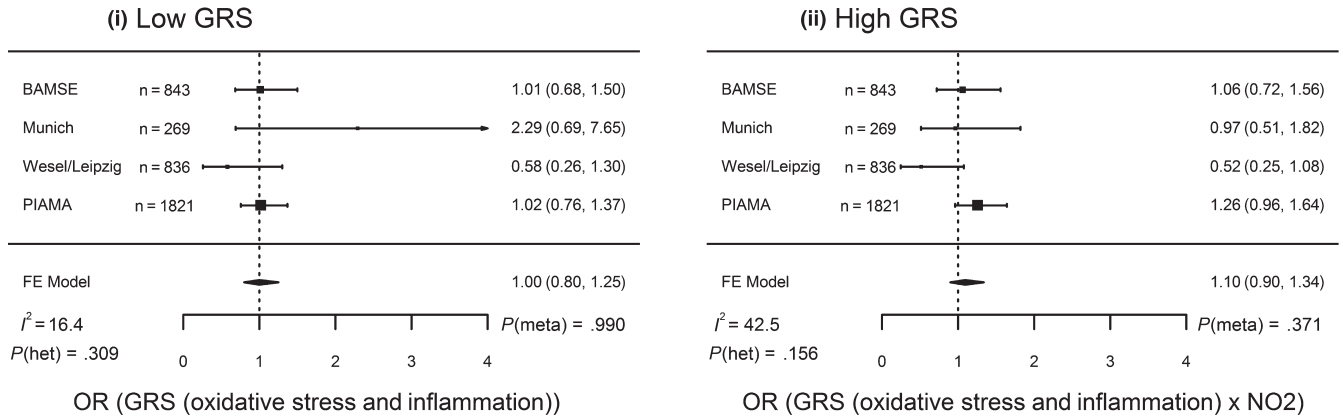 (i) Low GRS
BAMSE n = 843 1.01 (0.68, 1.50)
Munich n = 269 2.29 (0.69, 7.65)
Wesel/Leipzig n = 836 0.58 (0.26, 1.30)
PIAMA n = 1821 1.02 (0.76, 1.37)
FE Model 1.00 (0.80, 1.25)
I² = 16.4 P(meta) = .990
P(het) = .309
0 1 2 3 4
OR (GRS (oxidative stress and inflammation))
(ii) High GRS
BAMSE n = 843 1.06 (0.72, 1.56)
Munich n = 269 0.97 (0.51, 1.82)
Wesel/Leipzig n = 836 0.52 (0.25, 1.08)
PIAMA n = 1821 1.26 (0.96, 1.64)
FE Model 1.10 (0.90, 1.34)
I² = 42.5 P(meta) = .371
P(het) = .156
0 1 2 3 4
OR (GRS (oxidative stress and inflammation) x NO2)